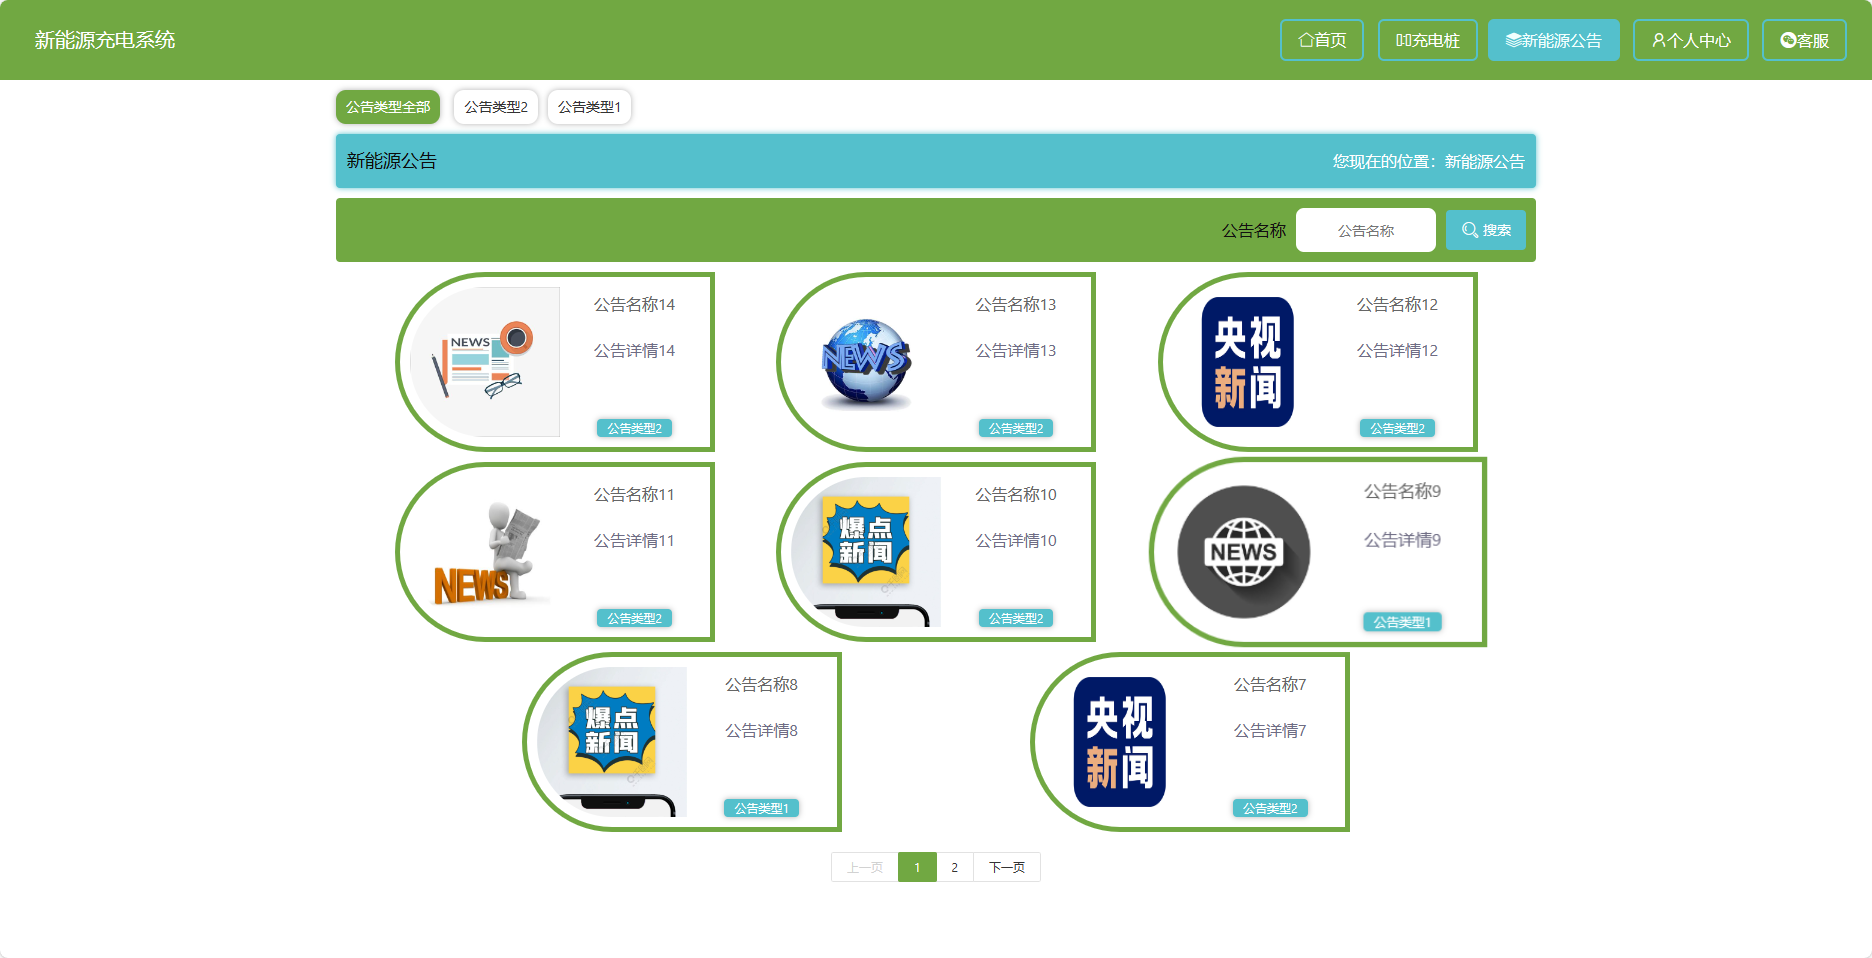 新能源充电系统
首页
充电桩
新能源公告
个人中心
客服
公告类型全部
公告类型2
公告类型1
新能源公告
您现在的位置：新能源公告
公告名称
公告名称
搜索
NEWS
公告名称14
公告详情14
公告类型2
NEWS
公告名称13
公告详情13
公告类型2
央视
新闻
公告名称12
公告详情12
公告类型2
NEWS
公告名称11
公告详情11
公告类型2
爆点
新闻
公告名称10
公告详情10
公告类型2
NEWS
公告名称9
公告详情9
公告类型1
爆点
新闻
公告名称8
公告详情8
公告类型1
央视
新闻
公告名称7
公告详情7
公告类型2
上一页
1
2
下一页